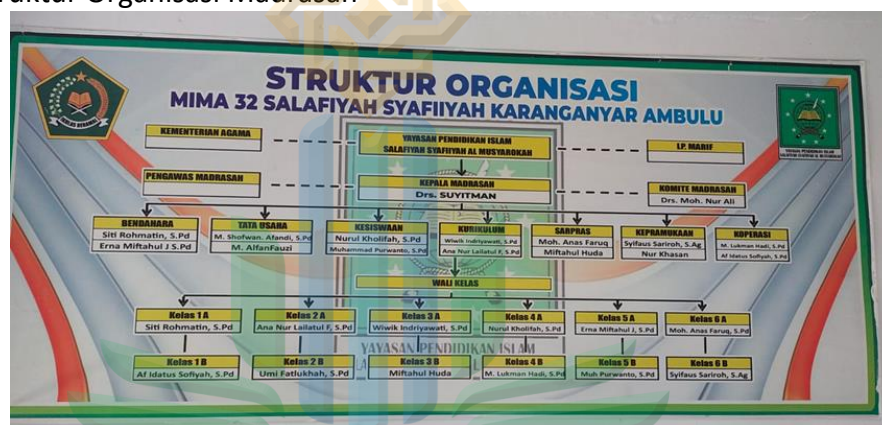 Struktur Organisasi Madrasah
STRUKTUR ORGANISASI
MIMA 32 SALAFIYAH SYAFIIYAH KARANGANYAR AMBULU
KEMENTERIAN AGAMA
YAYASAN PENDIDIKAN ISLAM
SALAFIYAH SYAFIIYAH AL MUSYAROKAH
LP. MARIF
PENGAWAS MADRASAH
KEPALA MADRASAH
Drs. SUYITMAN
KOMITE MADRASAH
Drs. Moh. Nur Ali
BENDAHARA
Siti Rohmatin, S.Pd
Erna Miftahul J S.Pd
TATA USAHA
M. Shofwan. Afandi, S.Pd
M. AlfanFauzi
KESISWAAN
Nurul Kholifah, S.Pd
Muhammad Purwanto, S.Pd
KURIKULUM
Wiwik Indriyawati, S.Pd
Ana Nur Lailatul F, S.Pd
SARPRAS
Moh. Anas Faruq
Miftahul Huda
KEPRAMUKAAN
Syifaus Sariroh, S.Ag
Nur Khasan
KOPERASI
M. Lukman Hadi, S.Pd
Af Idatus Sofiyah, S.Pd
WALI KELAS
Kelas 1 A
Siti Rohmatin, S.Pd
Kelas 2 A
Ana Nur Lailatul F, S.Pd
Kelas 3 A
Wiwik Indriyawati, S.Pd
Kelas 4 A
Nurul Kholifah, S.Pd
Kelas 5 A
Erna Miftahul J, S.Pd
Kelas 6 A
Moh. Anas Faruq, S.Pd
YAYASAN PENDIDIKAN ISLAM
Kelas 1 B
Af Idatus Sofiyah, S.Pd
Kelas 2 B
Umi Fatlukhah, S.Pd
Kelas 3 B
Miftahul Huda
Kelas 4 B
M. Lukman Hadi, S.Pd
Kelas 5 B
Muh Purwanto, S.Pd
Kelas 6 B
Syifaus Sariroh, S.Ag